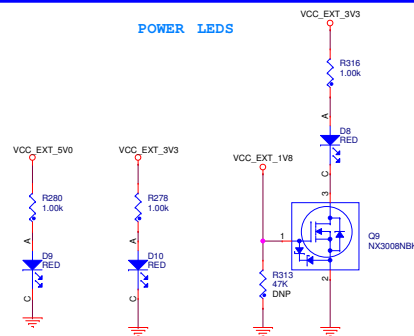 VCC_EXT_3V3
POWER LEDS
R316
1.00k
A
D8
RED
VCC_EXT_5V0
VCC_EXT_3V3
VCC_EXT_1V8
C
3
R280
1.00k
R278
1.00k
1
Q9
NX3008NBK
A
A
D9
RED
D10
RED
R313
47K
DNP
2
C
C